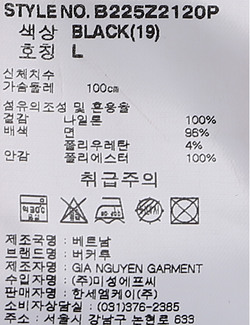 STYLE NO. B225Z2120P
색상 BLACK(19)
호칭 L
신체치수
가슴둘레 100cm
섬유의조성 및 혼용율
겉감 나일론 100%
배색 면 96%
폴리우레탄 4%
안감 폴리에스터 100%
취급주의
제조국명 : 베트남
브랜드명 : 버커루
제조자명 : GIA NGUYEN GARMENT
수입자명 : (주)미성에프씨
판매자명 : 한세엠케이(주)
소비자상담실 : (031)376-2385
주소 : 서울시 강남구 논현로 633